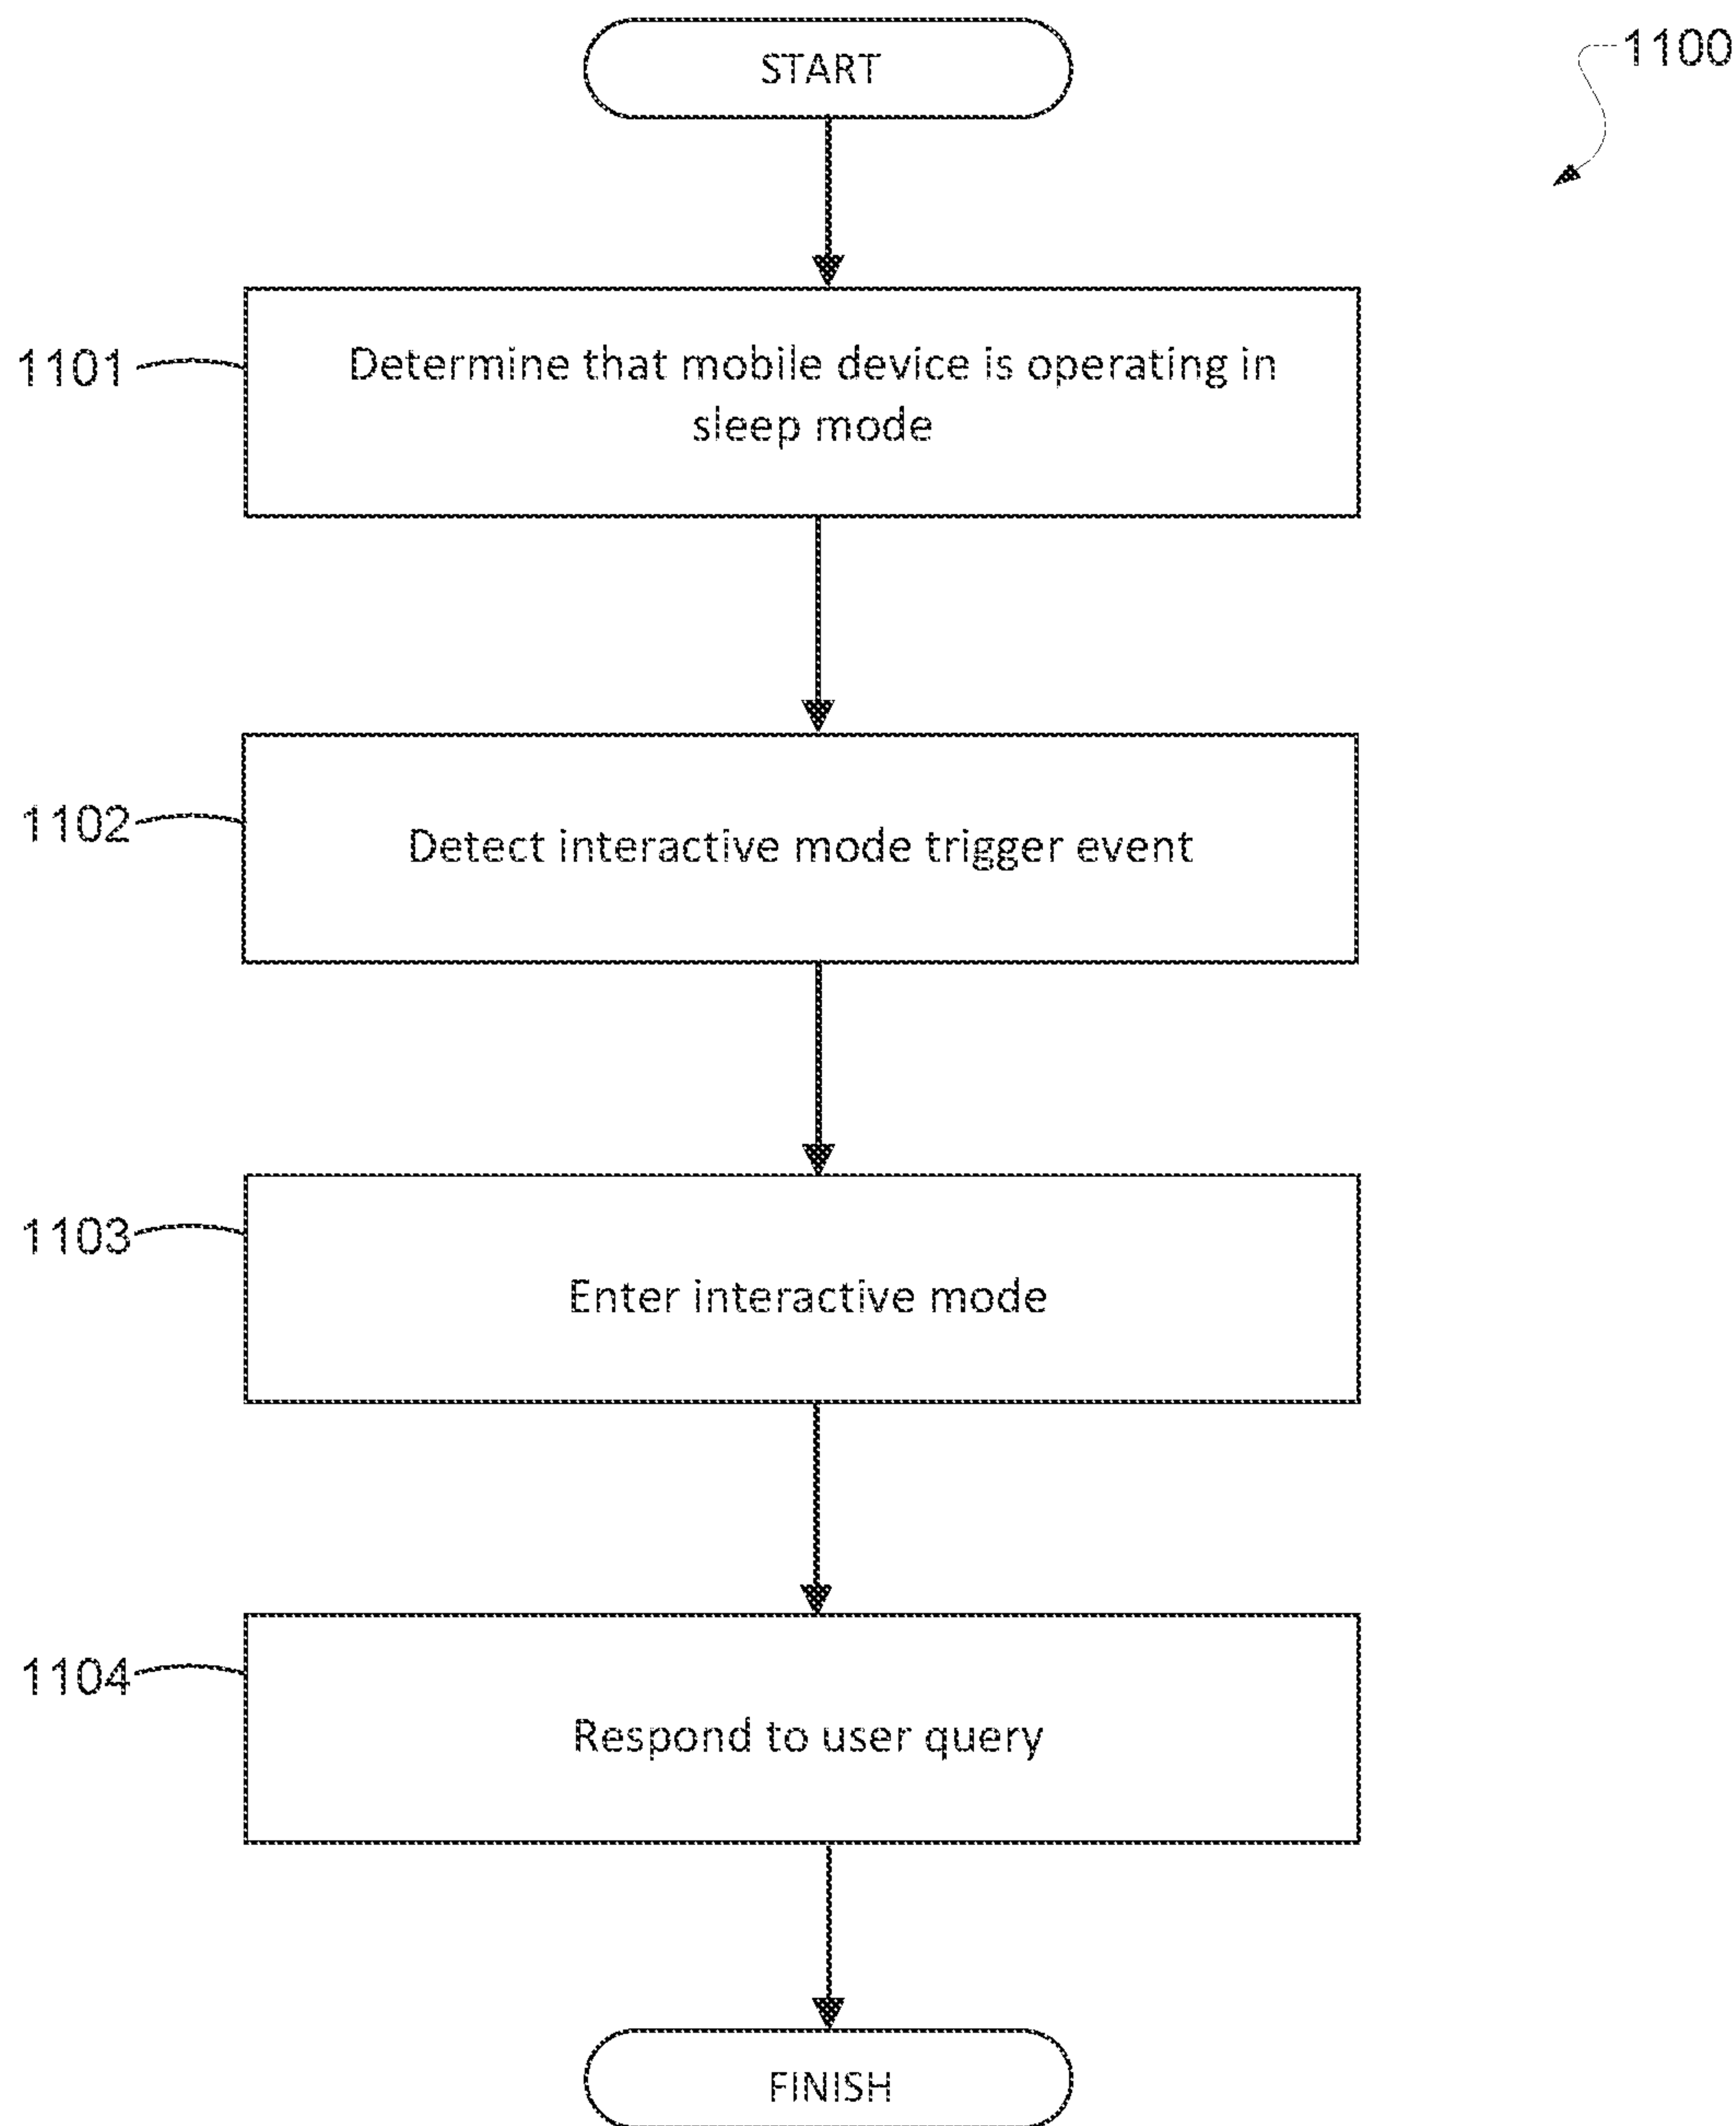 START
1100
1101
Determine that mobile device is operating in
sleep mode
1102
Detect interactive mode trigger event
1103
Enter interactive mode
1104
Respond to user query
FINISH